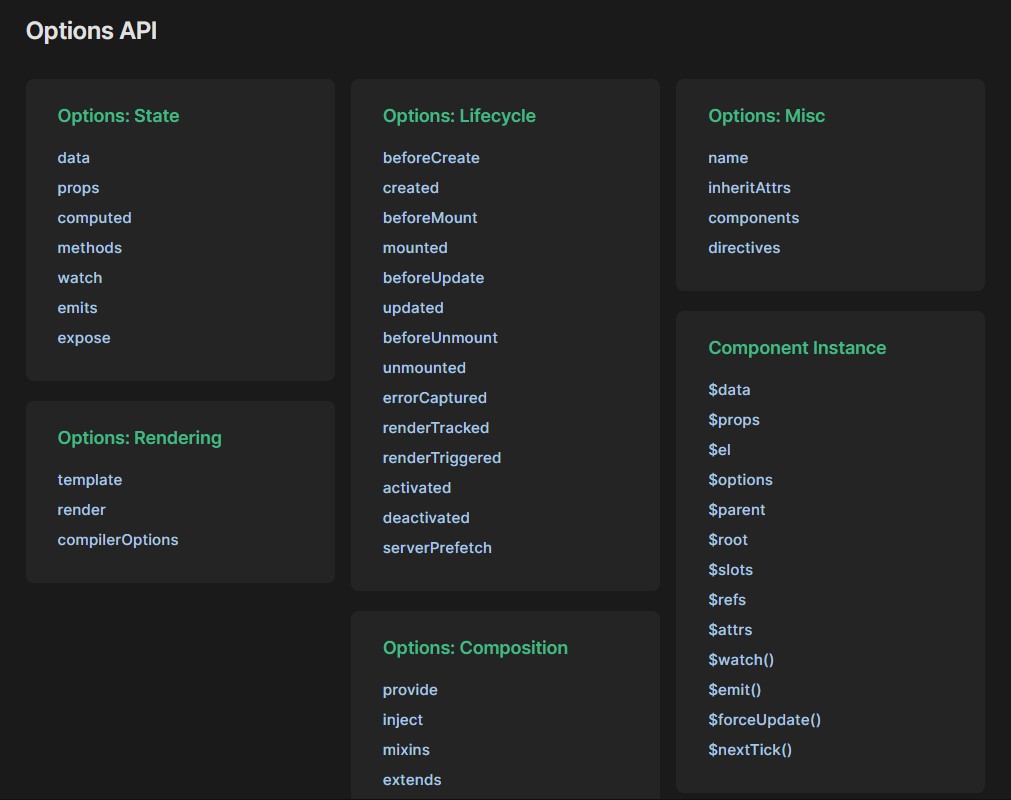 Options API
Options: State
data
props
computed
methods
watch
emits
expose
Options: Rendering
template
render
compilerOptions
Options: Lifecycle
beforeCreate
created
beforeMount
mounted
beforeUpdate
updated
beforeUnmount
unmounted
errorCaptured
renderTracked
renderTriggered
activated
deactivated
serverPrefetch
Options: Composition
provide
inject
mixins
extends
Options: Misc
name
inheritAttrs
components
directives
Component Instance
$data
$props
$el
$options
$parent
$root
$slots
$refs
$attrs
$watch()
$emit()
$forceUpdate()
$nextTick()